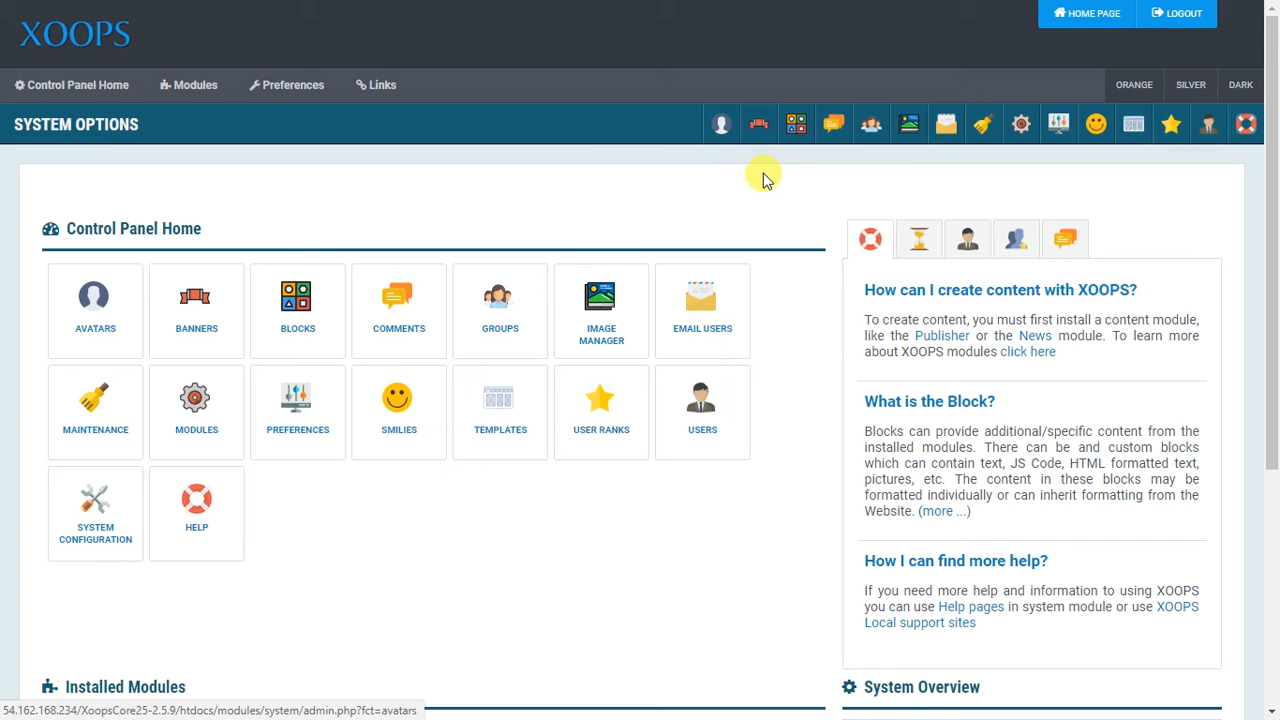 XOOPS
HOME PAGE
LOGOUT
Control Panel Home
Modules
Preferences
Links
ORANGE
SILVER
DARK
SYSTEM OPTIONS
Control Panel Home
AVATARS
BANNERS
BLOCKS
COMMENTS
GROUPS
IMAGE
MANAGER
EMAIL USERS
MAINTENANCE
MODULES
PREFERENCES
SMILIES
TEMPLATES
USER RANKS
USERS
SYSTEM
CONFIGURATION
HELP
How can I create content with XOOPS?
To create content, you must first install a content module,
like the Publisher or the News module. To learn more
about XOOPS modules click here
What is the Block?
Blocks can provide additional/specific content from the
installed modules. There can be and custom blocks
which can contain text, JS Code, HTML formatted text,
pictures, etc. The content in these blocks may be
formatted individually or can inherit formatting from the
Website. (more ...)
How I can find more help?
If you need more help and information to using XOOPS
you can use Help pages in system module or use XOOPS
Local support sites
Installed Modules
System Overview
54.162.168.234/XoopsCore25-2.5.9/htdocs/modules/system/admin.php?fct=avatars